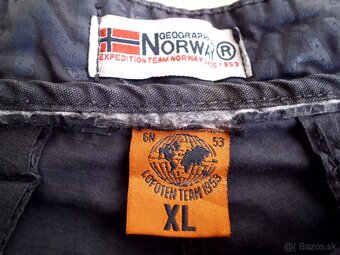 GEOGRAPHICAL
NORWAY®
EXPEDITION TEAM NORWAY SINCE 1953
GN 53
LOFOTEN TEAM 1953
XL
Bazos.sk